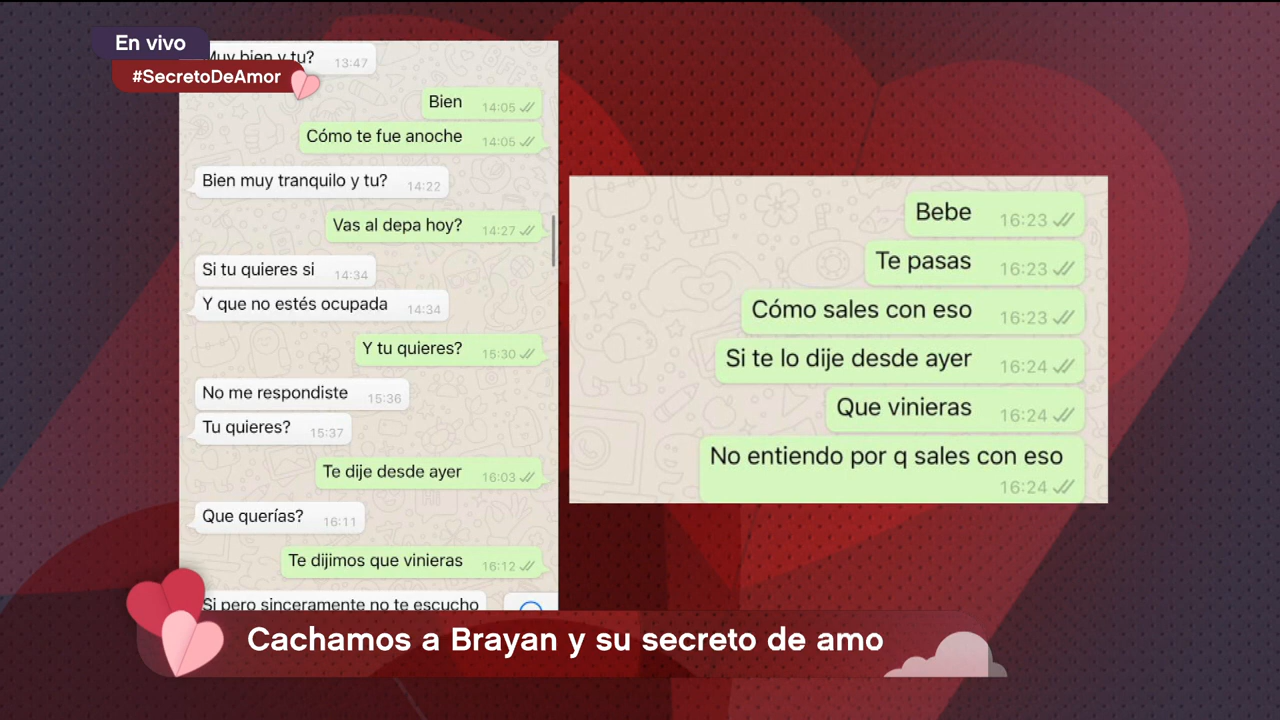 En vivo
#SecretoDeAmor
Muy bien y tu? 13:47
Bien 14:05
Cómo te fue anoche 14:05
Bien muy tranquilo y tu? 14:22
Vas al depa hoy? 14:27
Si tu quieres si 14:34
Y que no estés ocupada 14:34
Y tu quieres? 15:30
No me respondiste 15:36
Tu quieres? 15:37
Te dije desde ayer 16:03
Que querías? 16:11
Te dijimos que vinieras 16:12
Si pero sinceramente no te escucho
Bebe 16:23
Te pasas 16:23
Cómo sales con eso 16:23
Si te lo dije desde ayer 16:24
Que vinieras 16:24
No entiendo por q sales con eso
16:24
Cachamos a Brayan y su secreto de amo